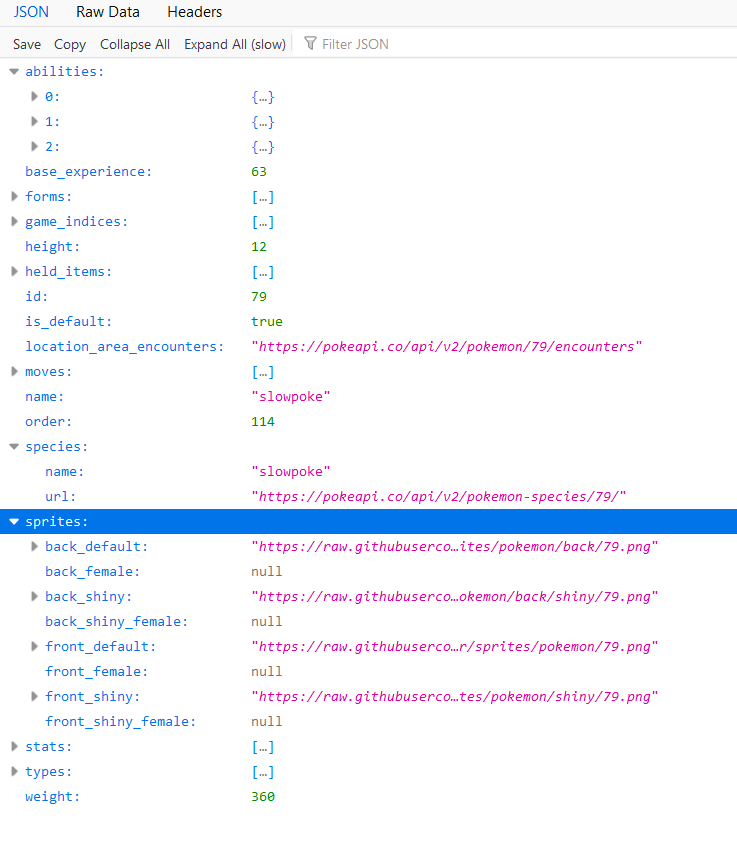 JSON Raw Data Headers
Save Copy Collapse All Expand All (slow) Filter JSON
abilities:
0: {…}
1: {…}
2: {…}
base_experience: 63
forms: […]
game_indices: […]
height: 12
held_items: […]
id: 79
is_default: true
location_area_encounters: "https://pokeapi.co/api/v2/pokemon/79/encounters"
moves: […]
name: "slowpoke"
order: 114
species:
name: "slowpoke"
url: "https://pokeapi.co/api/v2/pokemon-species/79/"
sprites:
back_default: "https://raw.githubuserco…ites/pokemon/back/79.png"
back_female: null
back_shiny: "https://raw.githubuserco…okemon/back/shiny/79.png"
back_shiny_female: null
front_default: "https://raw.githubuserco…r/sprites/pokemon/79.png"
front_female: null
front_shiny: "https://raw.githubuserco…tes/pokemon/shiny/79.png"
front_shiny_female: null
stats: […]
types: […]
weight: 360